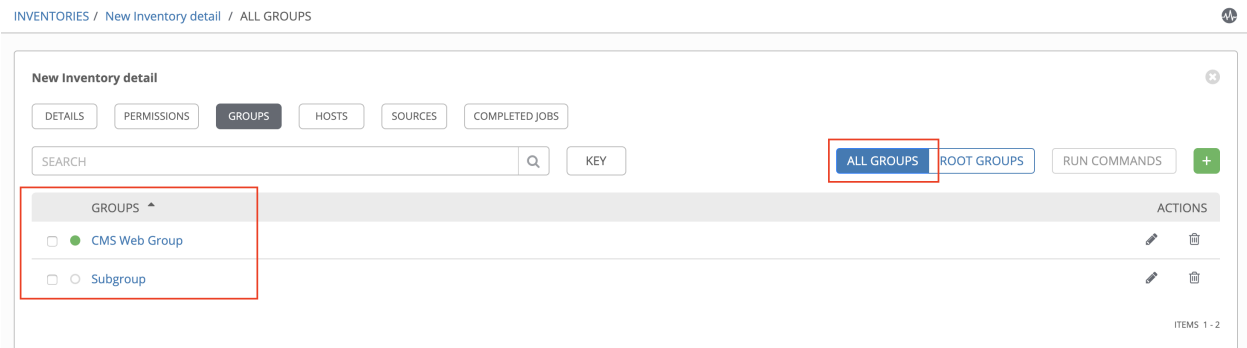 INVENTORIES / New Inventory detail / ALL GROUPS
New Inventory detail
DETAILS PERMISSIONS GROUPS HOSTS SOURCES COMPLETED JOBS
SEARCH KEY ALL GROUPS ROOT GROUPS RUN COMMANDS +
GROUPS ACTIONS
CMS Web Group
Subgroup
ITEMS 1 - 2